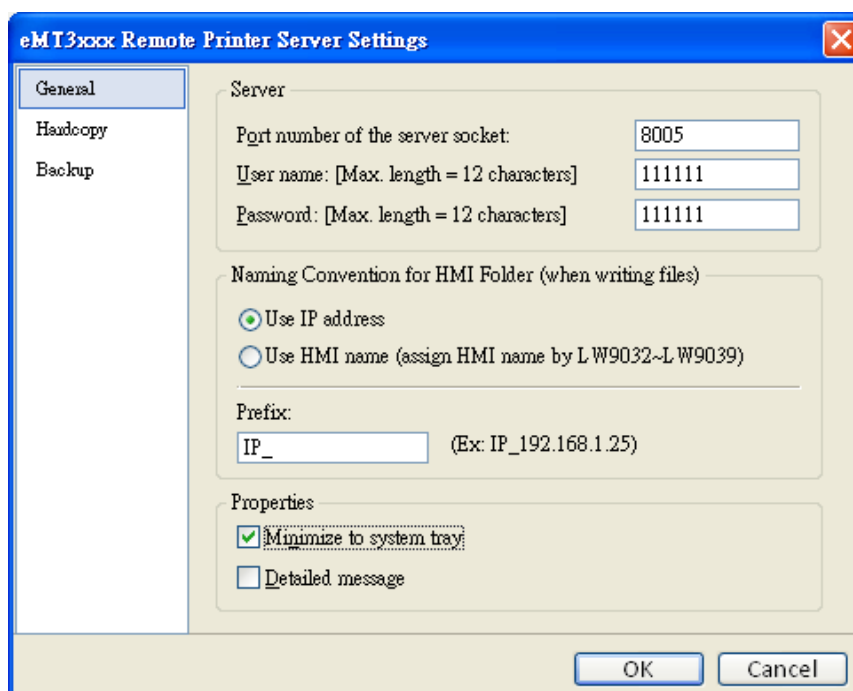 eMT3xxx Remote Printer Server Settings
General
Hardcopy
Backup
Server
Port number of the server socket:
8005
User name: [Max. length = 12 characters]
111111
Password: [Max. length = 12 characters]
111111
Naming Convention for HMI Folder (when writing files)
Use IP address
Use HMI name (assign HMI name by LW9032~LW9039)
Prefix:
IP_
(Ex: IP_192.168.1.25)
Properties
Minimize to system tray
Detailed message
OK
Cancel